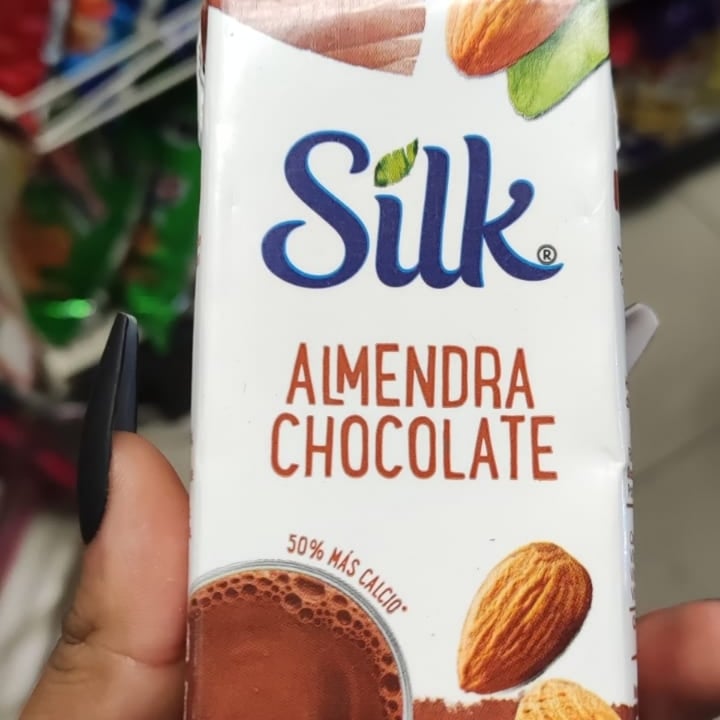 Silk®
ALMENDRA
CHOCOLATE
50% MÁS CALCIO*